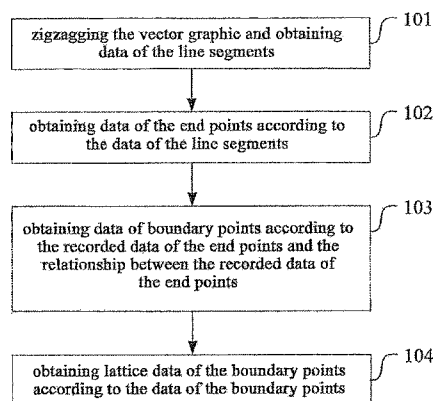 101
zigzagging the vector graphic and obtaining
data of the line segments
102
obtaining data of the end points according to
the data of the line segments
103
obtaining data of boundary points according to
the recorded data of the end points and the
relationship between the recorded data of
the end points
104
obtaining lattice data of the boundary points
according to the data of the boundary points